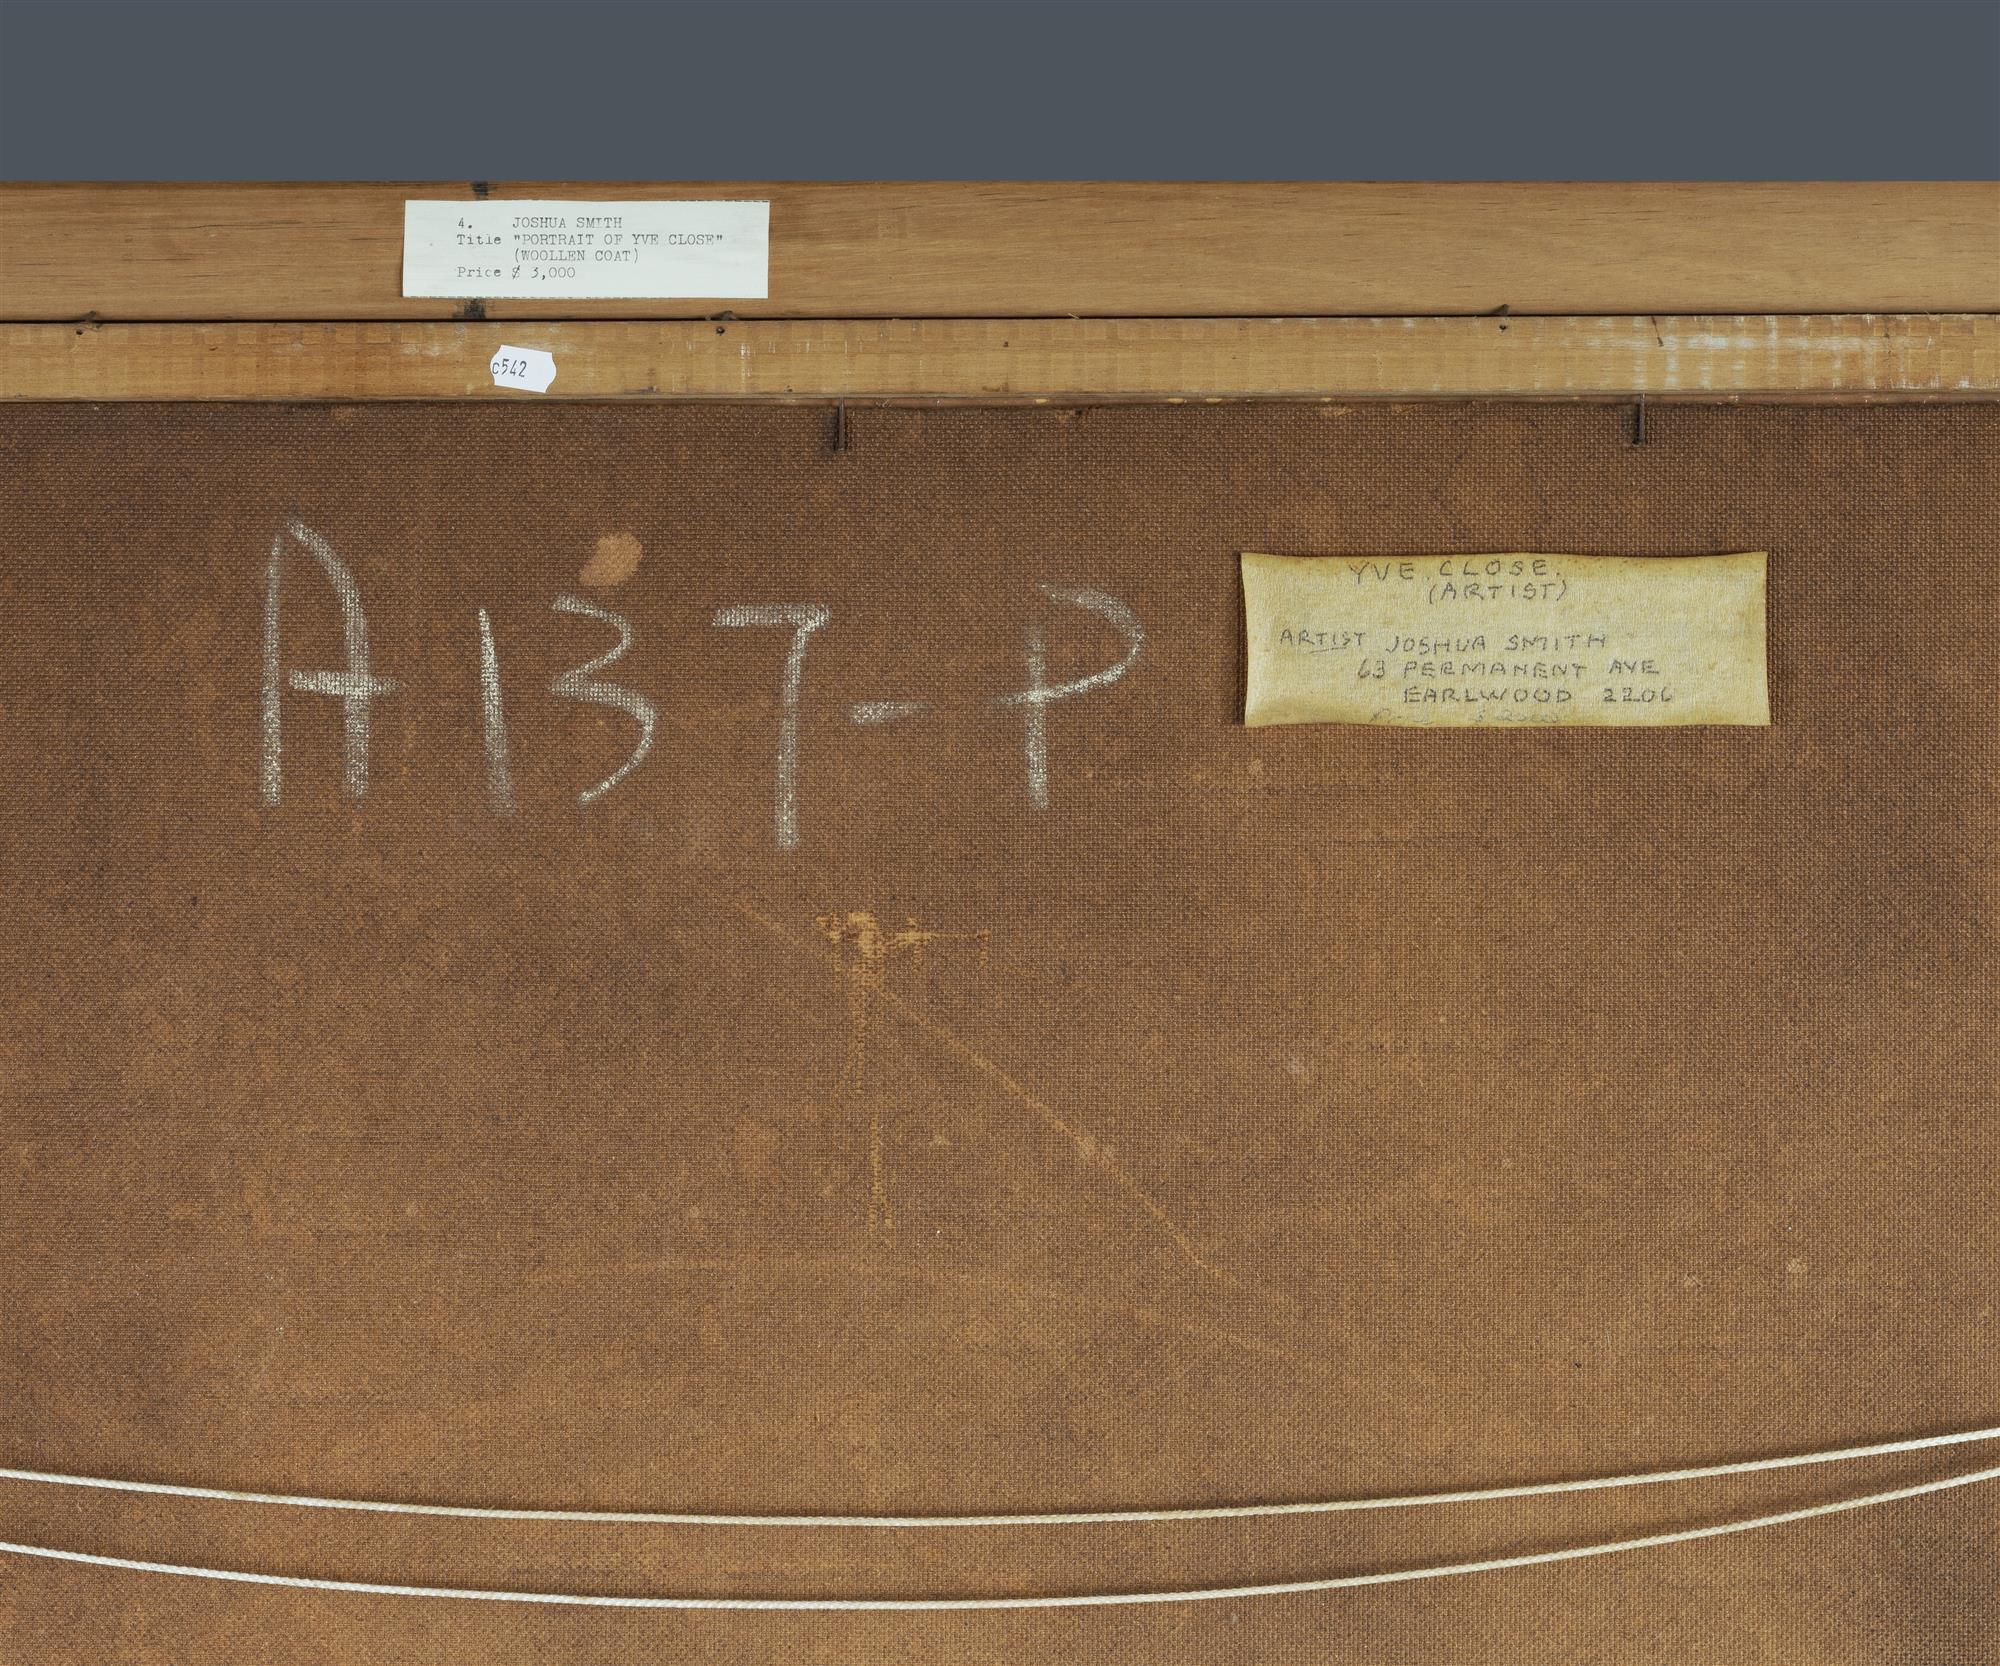 4. JOSHUA SMITH
Title "PORTRAIT OF YVE CLOSE"
(WOOLLEN COAT)
Price $ 3,000
c542
A137-P
YVE CLOSE.
(ARTIST)
ARTIST JOSHUA SMITH
63 PERMANENT AVE
EARLWOOD 2206